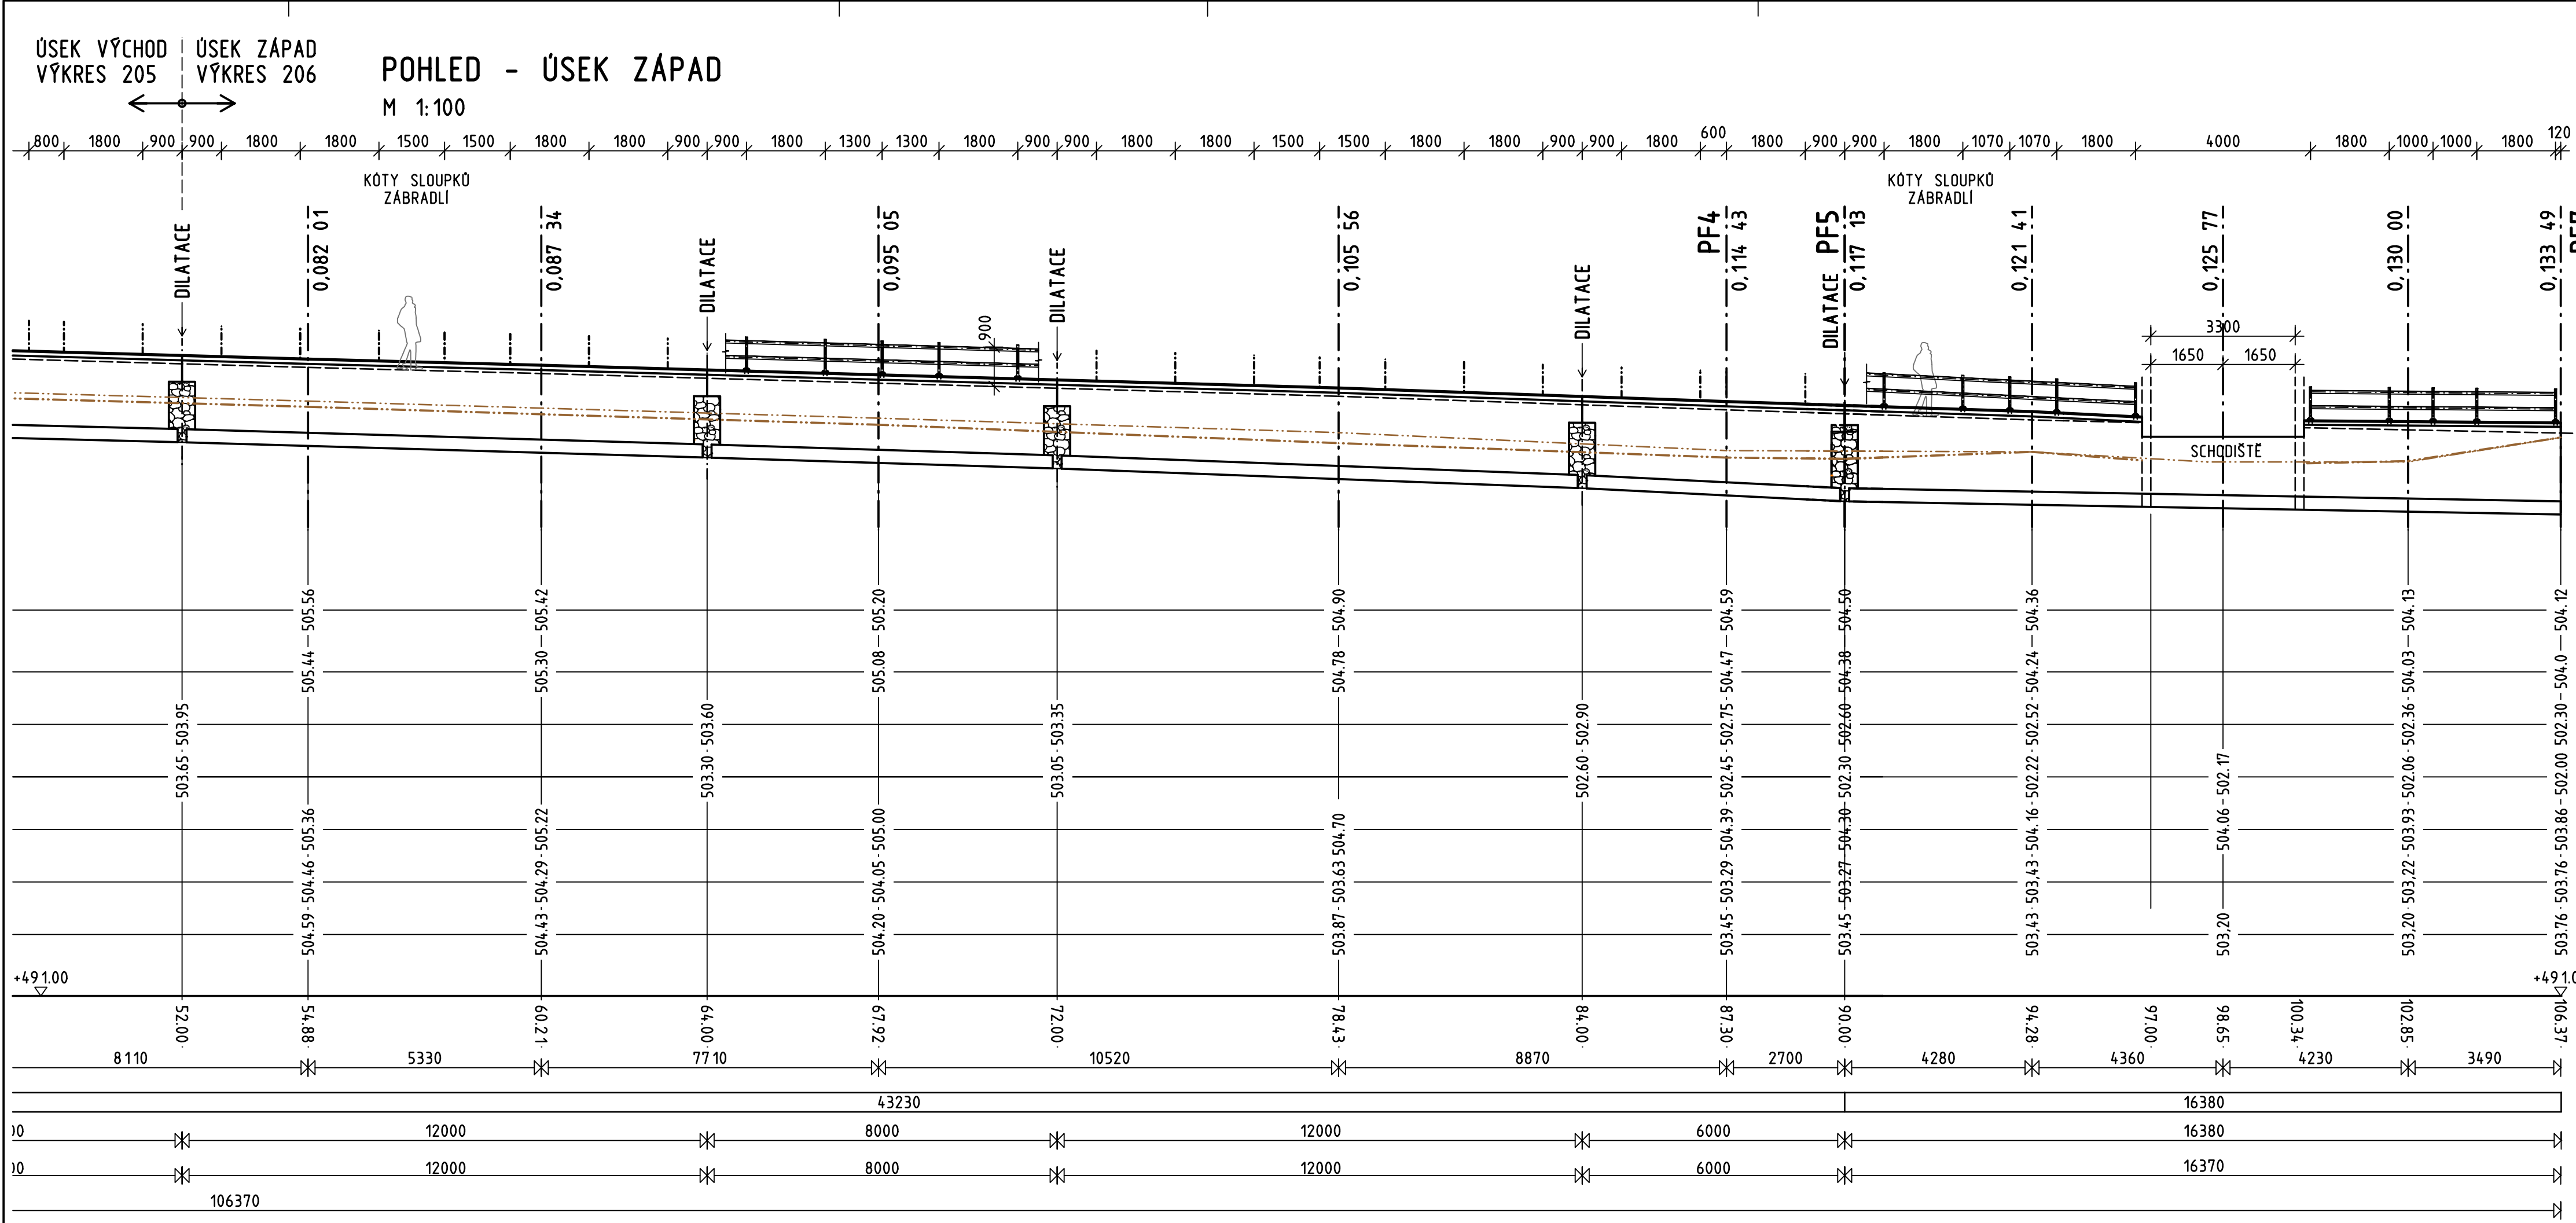 ÚSEK VÝCHOD ÚSEK ZÁPAD
VÝKRES 205 VÝKRES 206
POHLED - ÚSEK ZÁPAD
M 1:100
800 1800 900 900 1800 1800 1500 1500 1800 1800 900 900 1800 1300 1300 1800 900 900 1800 1800 1500 1500 1800 1800 900 900 1800 600 1800 900 900 1800 1070 1070 1800 4000 1800 1000 1000 1800 120
KÓTY SLOUPKŮ
ZÁBRADLÍ
KÓTY SLOUPKŮ
ZÁBRADLÍ
DILATACE
0,082 01
0,087 34
DILATACE
0,095 05
DILATACE
0,105 56
DILATACE
PF4
0,114 43
DILATACE PF5
0,117 13
0,121 41
0,125 77
0,130 00
0,133 49
900
3300
1650 1650
SCHODIŠTĚ
503.65 - 503.95
504.59 - 504.46 - 505.36 505.44 - 505.56
504.43 - 504.29 - 505.22 505.30 - 505.42
503.30 - 503.60
504.20 - 504.05 - 505.00 505.08 - 505.20
503.05 - 503.35
503.87 - 503.63 504.70 504.78 - 504.90
502.60 - 502.90
503.45 - 503.29 - 504.39 - 502.45 - 502.75 - 504.47 - 504.59
503.45 - 503.27 - 504.30 - 502.30 - 502.60 - 504.38 504.50
503,43 - 503,43 - 504.16 - 502.22 - 502.52 - 504.24 - 504.36
503,20 504.06 - 502.17
503,20 - 503,22 - 503.93 - 502.06 - 502.36 - 504.03 - 504.13
503.76 - 503.76 - 503.86 - 502.00 502.30 - 504.0 - 504.12
+491.00 +491.0
52.00 54.88 60.21 64.00 67.92 72.00 78.43 84.00 87.30 90.00 94.28 97.00 98.65 100.34 102.85 106.37
8110 5330 7710 10520 8870 2700 4280 4360 4230 3490
43230 16380
12000 8000 12000 6000 16380
12000 8000 12000 6000 16370
106370